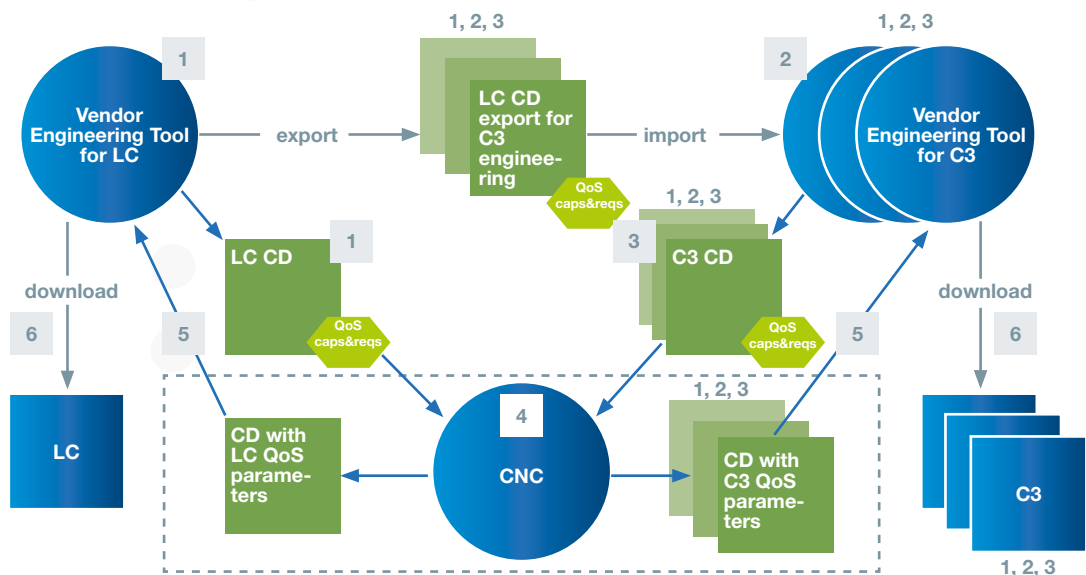 1, 2, 3
1, 2, 3
1
2
Vendor
Engineering Tool
for LC
export
LC CD
export for
C3
enginee-
ring
import
Vendor
Engineering Tool
for C3
QoS
caps&reqs
1, 2, 3
1
3
LC CD
C3 CD
download
download
6
5
QoS
caps&reqs
QoS
caps&reqs
5
6
1, 2, 3
4
LC
CD with
LC QoS
parame-
ters
CNC
CD with
C3 QoS
parame-
ters
C3
1, 2, 3